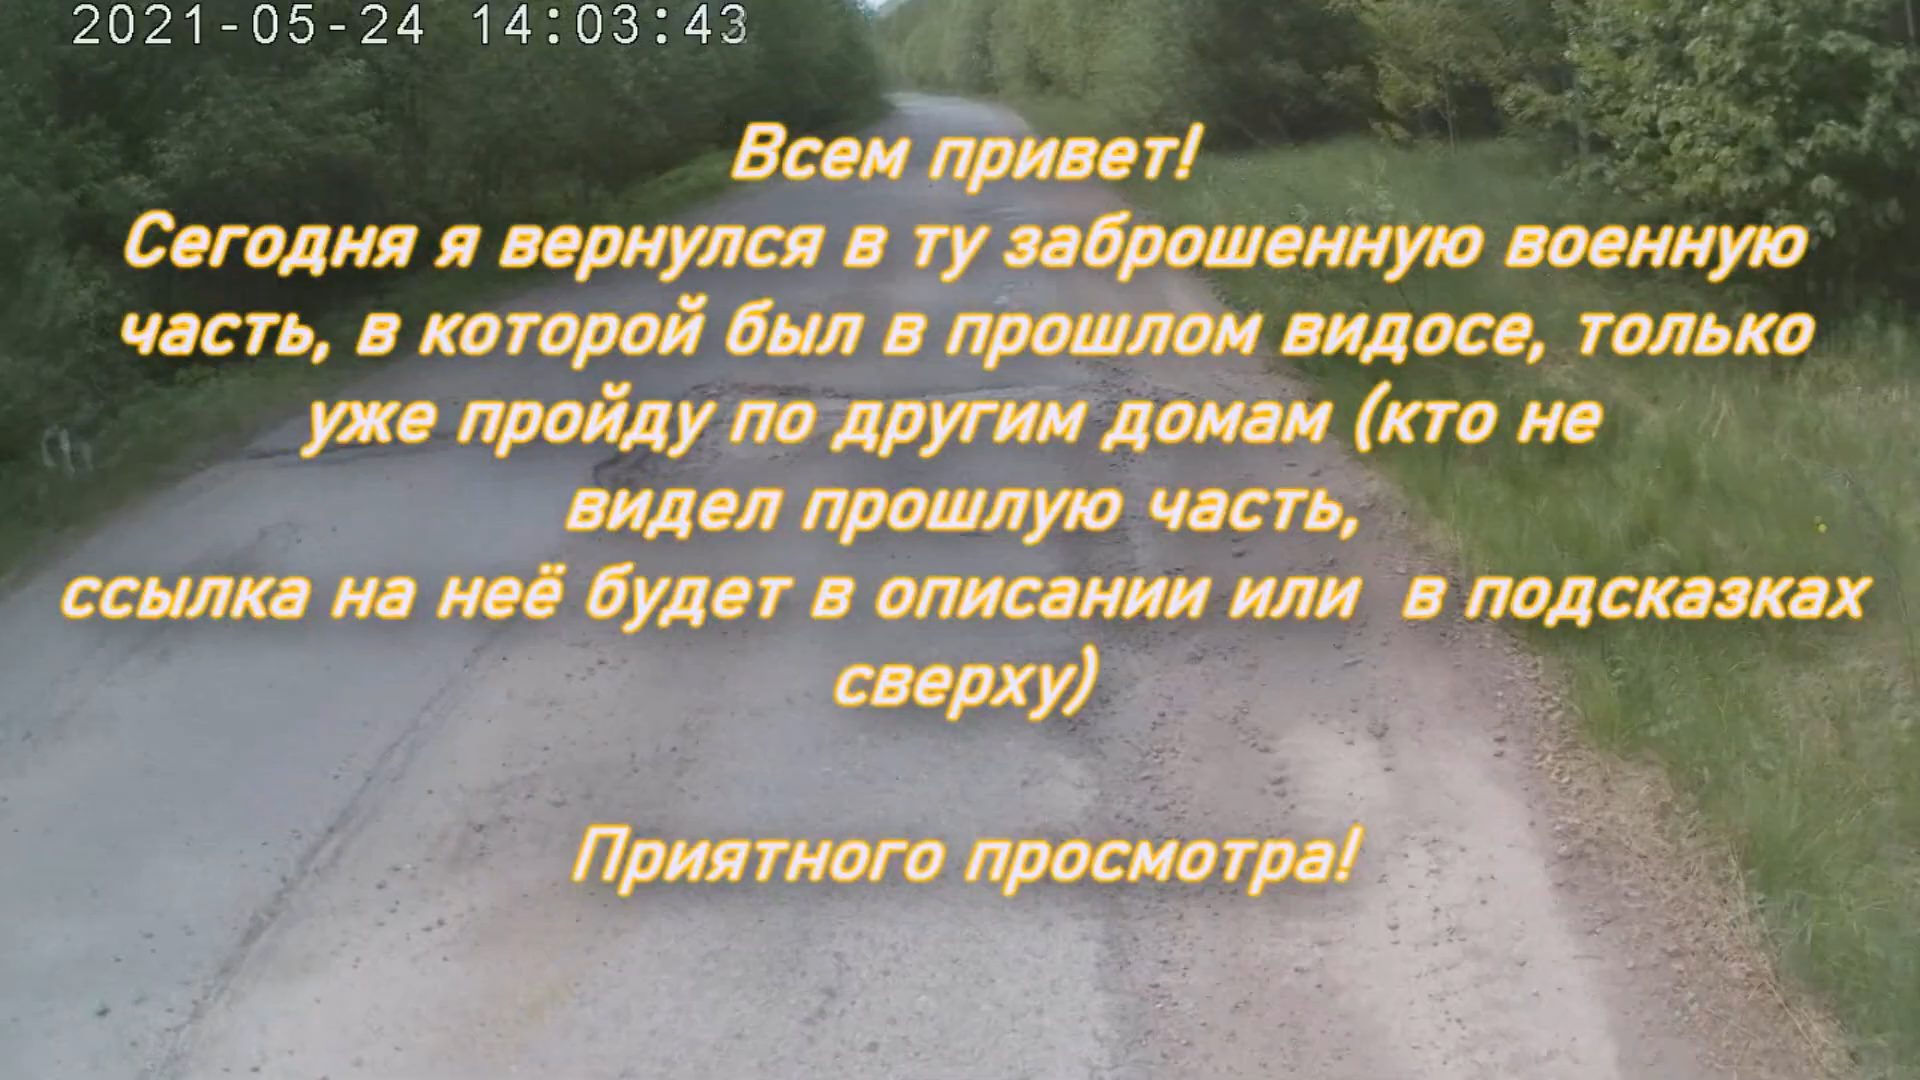 2021-05-24 14:03:43
Всем привет!
Сегодня я вернулся в ту заброшенную военную
часть, в которой был в прошлом видосе, только
уже пройду по другим домам (кто не
видел прошлую часть,
ссылка на неё будет в описании или в подсказках
сверху)
Приятного просмотра!